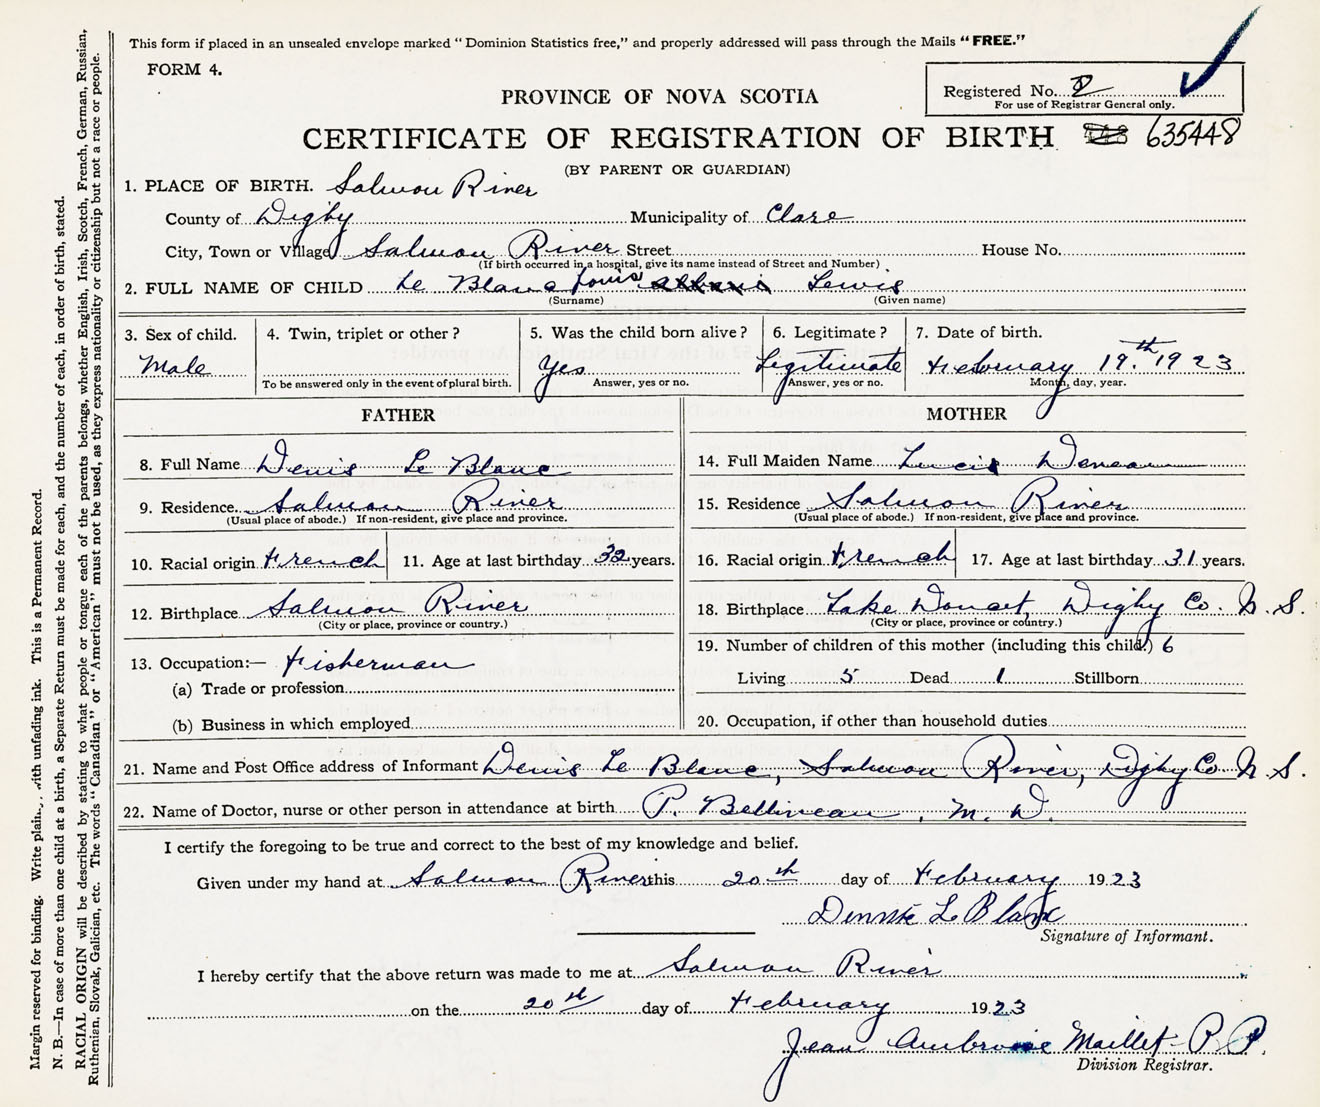 This form if placed in an unsealed envelope marked "Dominion Statistics free," and properly addressed will pass through the Mails "FREE."
FORM 4.
Registered No. 2
For use of Registrar General only.
PROVINCE OF NOVA SCOTIA
CERTIFICATE OF REGISTRATION OF BIRTH 635448
(BY PARENT OR GUARDIAN)
1. PLACE OF BIRTH. Salmon River
County of Digby Municipality of Clare
City, Town or Village Salmon River Street House No.
(If birth occurred in a hospital, give its name instead of Street and Number)
2. FULL NAME OF CHILD Le Blanc Louis Lewis
(Surname) (Given name)
3. Sex of child. 4. Twin, triplet or other? 5. Was the child born alive? 6. Legitimate? 7. Date of birth.
Male Yes Legitimate February 19th 1923
To be answered only in the event of plural birth. Answer, yes or no. Answer, yes or no. Month, day, year.
FATHER MOTHER
8. Full Name Denis Le Blanc 14. Full Maiden Name
9. Residence. Salmon River 15. Residence Salmon River
(Usual place of abode.) If non-resident, give place and province. (Usual place of abode.) If non-resident, give place and province.
10. Racial origin French 11. Age at last birthday 32 years. 16. Racial origin French 17. Age at last birthday 31 years.
12. Birthplace Salmon River 18. Birthplace Lake Doucet, Digby Co. N. S.
(City or place, province or country.) (City or place, province or country.)
19. Number of children of this mother (including this child.) 6
13. Occupation:— Fisherman
Living 5 Dead 1 Stillborn
(a) Trade or profession
(b) Business in which employed 20. Occupation, if other than household duties
21. Name and Post Office address of Informant Denis Le Blanc, Salmon River, Digby Co N. S.
22. Name of Doctor, nurse or other person in attendance at birth P. Belliveau, M. D.
I certify the foregoing to be true and correct to the best of my knowledge and belief.
Given under my hand at Salmon River this 20th day of February 1923
LeBlanc
Signature of Informant.
I hereby certify that the above return was made to me at Salmon River
on the 20th day of February 1923
Jean Ambroise Maillet P. P.
Division Registrar.
Margin reserved for binding. Write with unfading ink. This is a Permanent Record.
N. B.—In case of more than one child at a birth, a Separate Return must be made for each, and the number of each, in order of birth, stated.
RACIAL ORIGIN will be described by stating to what people or tongue each of the parents belongs, whether English, Irish, Scotch, French, German, Russian,
Ruthenian, Slovak, Galician, etc. The words "Canadian" or "American" must not be used, as they express nationality or citizenship but not a race or people.